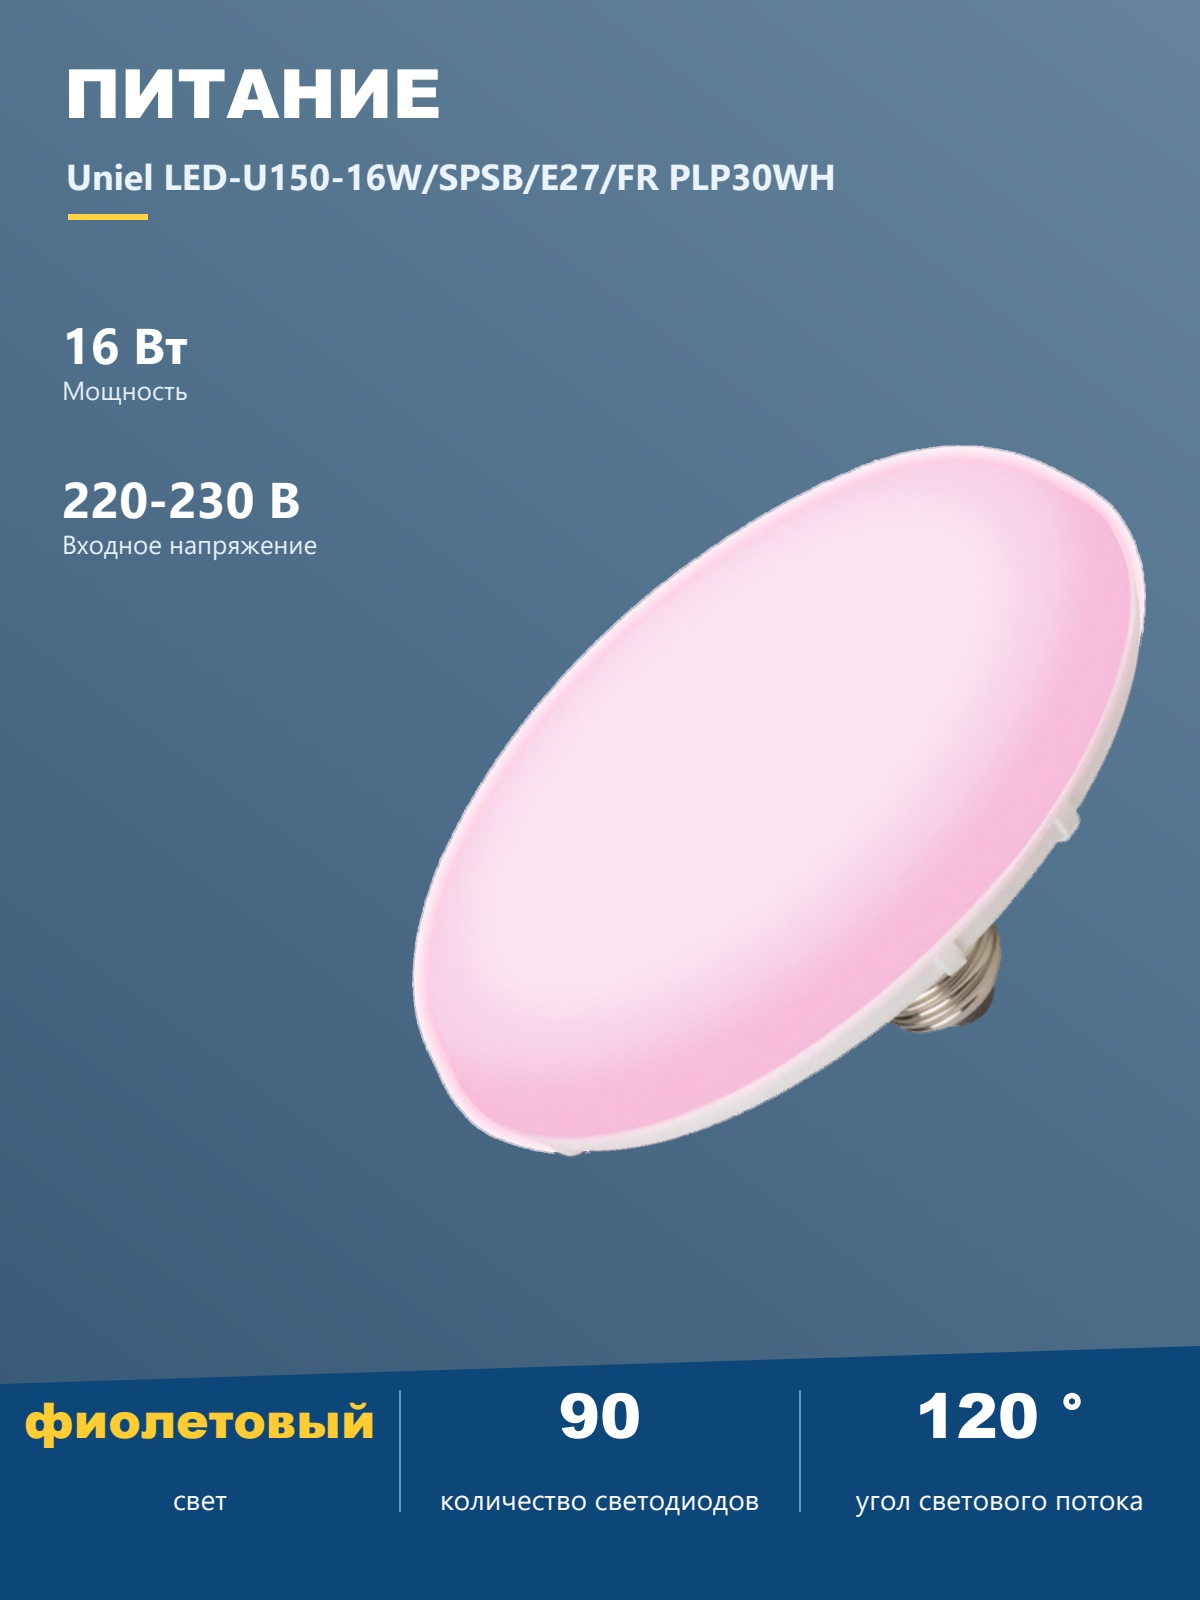 ПИТАНИЕ
Uniel LED-U150-16W/SPSB/E27/FR PLP30WH
16 Вт
Мощность
220-230 В
Входное напряжение
фиолетовый
свет
90
количество светодиодов
120 °
угол светового потока